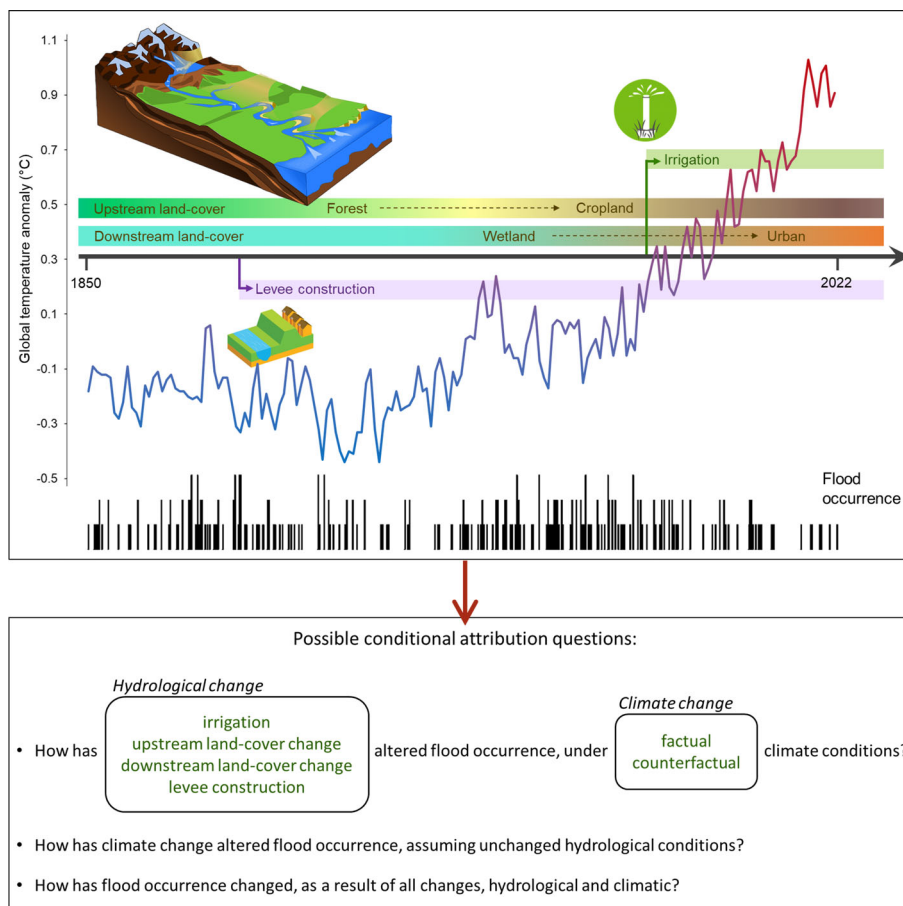 Global temperature anomaly (°C)
1.1
0.9
0.7
0.5
0.3
0.1
-0.1
-0.3
-0.5
Irrigation
Upstream land-cover Forest Cropland
Downstream land-cover Wetland Urban
1850 2022
Levee construction
Flood
occurrence
Possible conditional attribution questions:
Hydrological change
Climate change
irrigation
upstream land-cover change
downstream land-cover change
levee construction
factual
counterfactual
• How has altered flood occurrence, under climate conditions?
• How has climate change altered flood occurrence, assuming unchanged hydrological conditions?
• How has flood occurrence changed, as a result of all changes, hydrological and climatic?